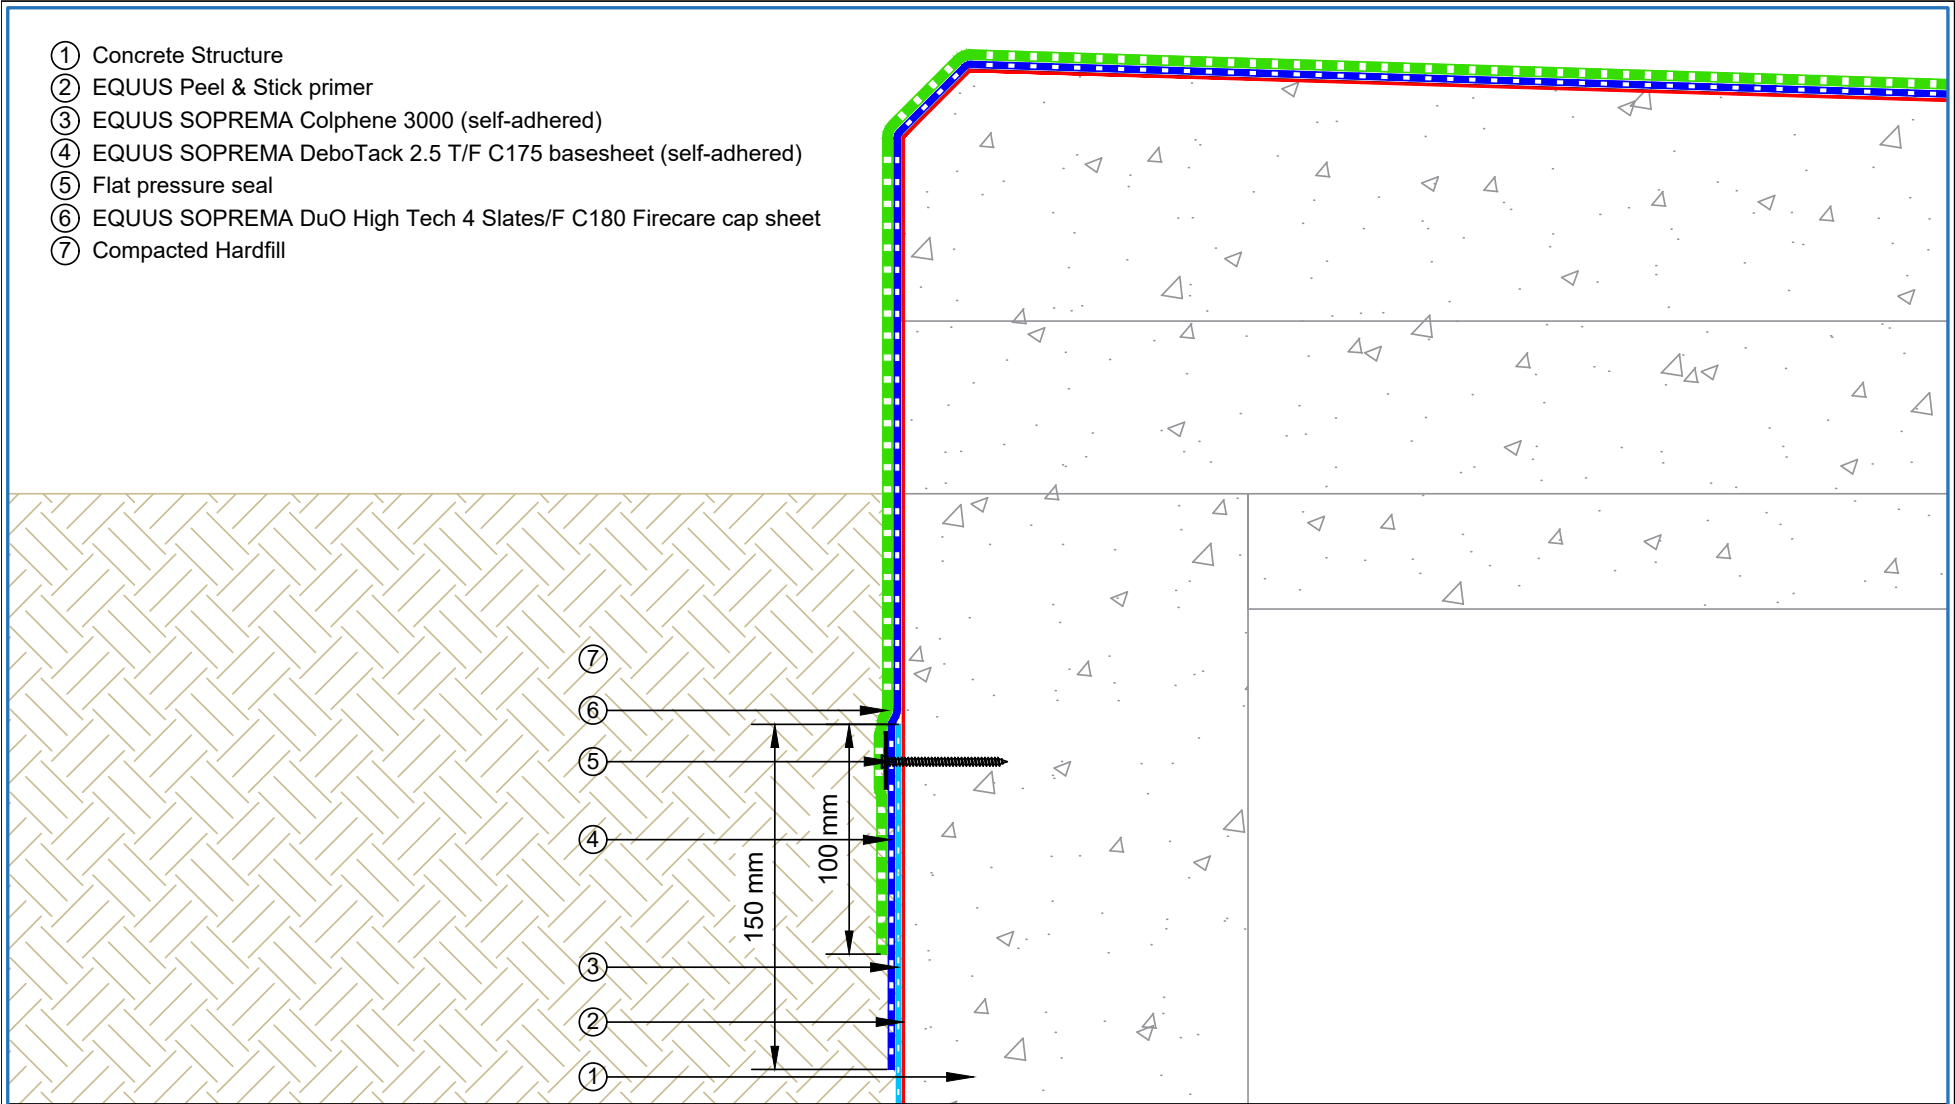 1 Concrete Structure
2 EQUUS Peel & Stick primer
3 EQUUS SOPREMA Colphene 3000 (self-adhered)
4 EQUUS SOPREMA DeboTack 2.5 T/F C175 basesheet (self-adhered)
5 Flat pressure seal
6 EQUUS SOPREMA DuO High Tech 4 Slates/F C180 Firecare cap sheet
7 Compacted Hardfill
7
6
5
4
100 mm
150 mm
3
2
1